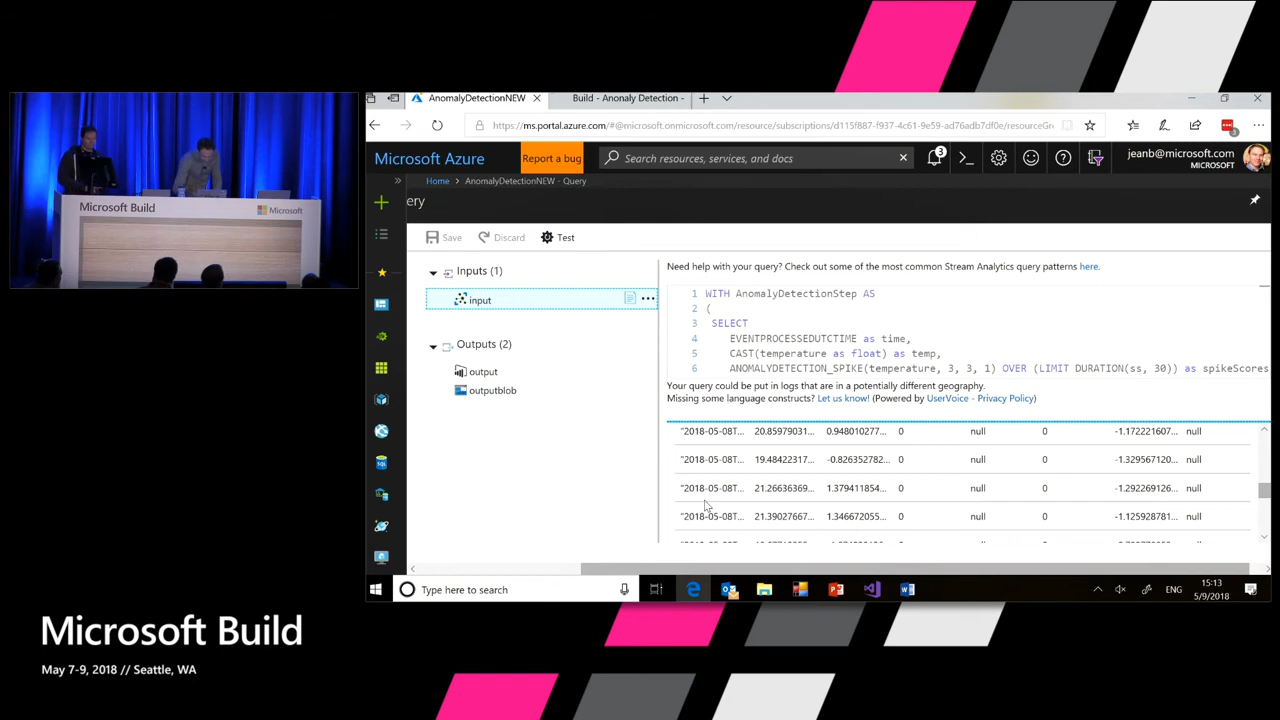 Microsoft Build
Microsoft
Microsoft Build
May 7-9, 2018 // Seattle, WA
AnomalyDetectionNEW
Build - Anonaly Detection -
https://ms.portal.azure.com/#@microsoft.onmicrosoft.com/resource/subscriptions/d115f887-f937-4c61-9e59-ad76adb7df0e/resourceGr
3
Microsoft Azure
Report a bug
Search resources, services, and docs
3
jeanb@microsoft.com
MICROSOFT
Home > AnomalyDetectionNEW - Query
ery
Save
Discard
Test
Inputs (1)
input
Outputs (2)
output
outputblob
Need help with your query? Check out some of the most common Stream Analytics query patterns here.
1 WITH AnomalyDetectionStep AS
2 (
3 SELECT
4 EVENTPROCESSEDUTCTIME as time,
5 CAST(temperature as float) as temp,
6 ANOMALYDETECTION_SPIKE(temperature, 3, 3, 1) OVER (LIMIT DURATION(ss, 30)) as spikeScores
Your query could be put in logs that are in a potentially different geography.
Missing some language constructs? Let us know! (Powered by UserVoice - Privacy Policy)
"2018-05-08T... 20.85979031... 0.948010277... 0 null 0 -1.172221607... null
"2018-05-08T... 19.48422317... -0.826352782... 0 null 0 -1.329567120... null
"2018-05-08T... 21.26636369... 1.379411854... 0 null 0 -1.292269126... null
"2018-05-08T... 21.39027667... 1.346672055... 0 null 0 -1.125928781... null
Type here to search
ENG
15:13
5/9/2018